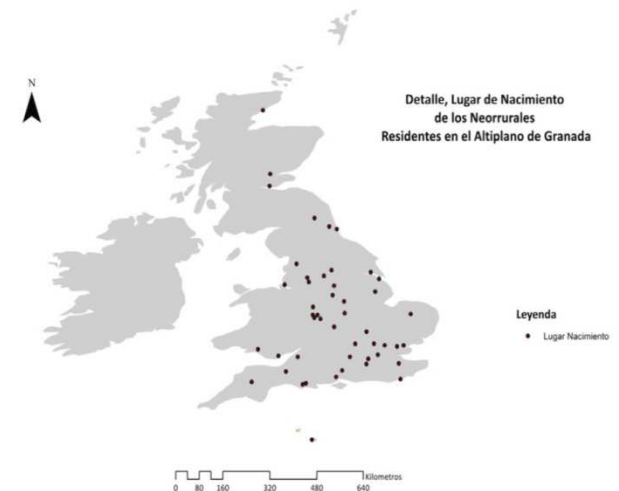 N
Detalle, Lugar de Nacimiento
de los Neorrurales
Residentes en el Altiplano de Granada
Leyenda
Lugar Nacimiento
Kilometros
0 80 160 320 480 640